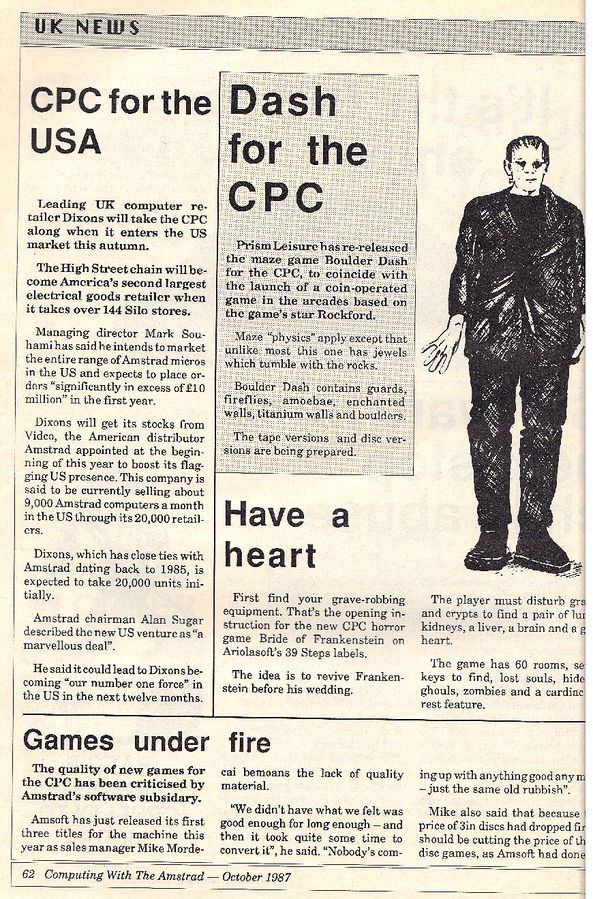 UK NEWS
CPC for the
USA
Leading UK computer re-
tailer Dixons will take the CPC
along when it enters the US
market this autumn.
The High Street chain will be-
come America's second largest
electrical goods retailer when
it takes over 144 Silo stores.
Managing director Mark Sou-
hami has said he intends to market
the entire range of Amstrad micros
in the US and expects to place or-
ders "significantly in excess of £10
million" in the first year.
Dixons will get its stocks from
Video, the American distributor
Amstrad appointed at the begin-
ning of this year to boost its flag-
ging US presence. This company is
said to be currently selling about
9,000 Amstrad computers a month
in the US through its 20,000 retail-
ers.
Dixons, which has close ties with
Amstrad dating back to 1985, is
expected to take 20,000 units ini-
tially.
Amstrad chairman Alan Sugar
described the new US venture as "a
marvellous deal".
He said it could lead to Dixons be-
coming "our number one force" in
the US in the next twelve months.
Dash
for the
CPC
Prism Leisure has re-released
the maze game Boulder Dash
for the CPC, to coincide with
the launch of a coin-operated
game in the arcades based on
the game's star Rockford.
Maze "physics" apply except that
unlike most this one has jewels
which tumble with the rocks.
Boulder Dash contains guards,
fireflies, amoebae, enchanted
walls, titanium walls and boulders.
The tape versions and disc ver-
sions are being prepared.
Have a
heart
First find your grave-robbing
equipment. That's the opening in-
struction for the new CPC horror
game Bride of Frankenstein on
Ariolasoft's 39 Steps labels.
The idea is to revive Franken-
stein before his wedding.
The player must disturb gra
and crypts to find a pair of lun
kidneys, a liver, a brain and a g
heart.
The game has 60 rooms, se
keys to find, lost souls, hide
ghouls, zombies and a cardiac
rest feature.
Games under fire
The quality of new games for
the CPC has been criticised by
Amstrad's software subsidary.
Amsoft has just released its first
three titles for the machine this
year as sales manager Mike Morde-
cai bemoans the lack of quality
material.
"We didn't have what we felt was
good enough for long enough – and
then it took quite some time to
convert it", he said. "Nobody's com-
ing up with anything good any m
– just the same old rubbish".
Mike also said that because
price of 3in discs had dropped fir
should be cutting the price of th
disc games, as Amsoft had done
62 Computing With The Amstrad — October 1987